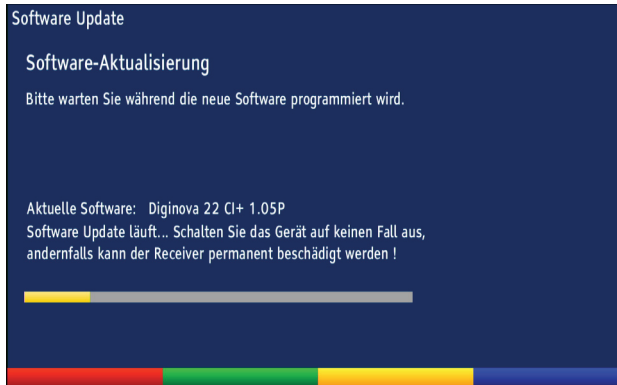 Software Update
Software-Aktualisierung
Bitte warten Sie während die neue Software programmiert wird.
Aktuelle Software: Diginova 22 CI+ 1.05P
Software Update läuft... Schalten Sie das Gerät auf keinen Fall aus,
andernfalls kann der Receiver permanent beschädigt werden !